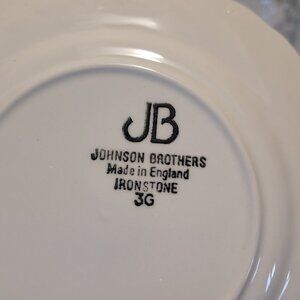 JB
JOHNSON BROTHERS
Made in England
IRONSTONE
3G